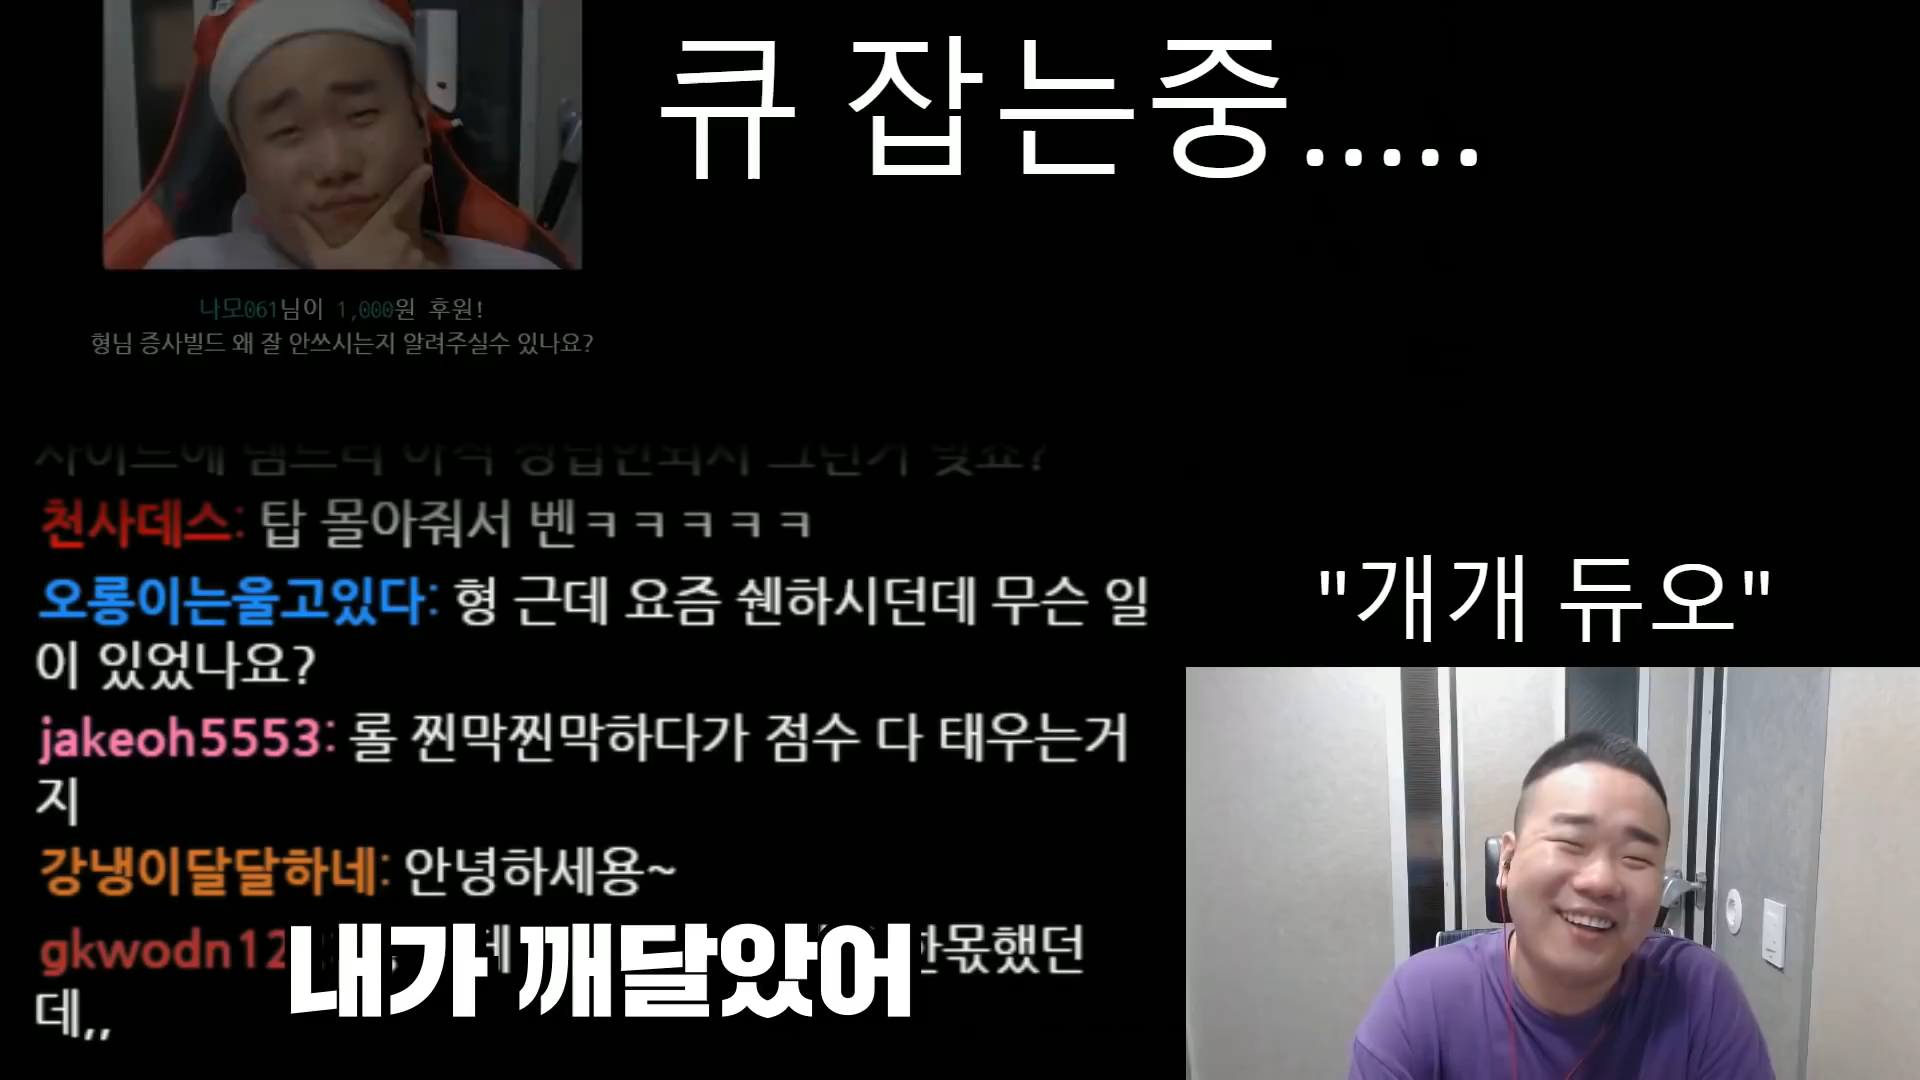 큐 잡는중.....
나모061님이 1,000원 후원!
형님 증사빌드 왜 잘 안쓰시는지 알려주실수 있나요?
천사데스: 탑 몰아줘서 벤ㅋㅋㅋㅋㅋ
오롱이는울고있다: 형 근데 요즘 쉔하시던데 무슨 일
이 있었나요?
"개개 듀오"
jakeoh5553: 롤 찐막찐막하다가 점수 다 태우는거
지
강냉이달달하네: 안녕하세용~
한몫했던
데,,
내가 깨달았어